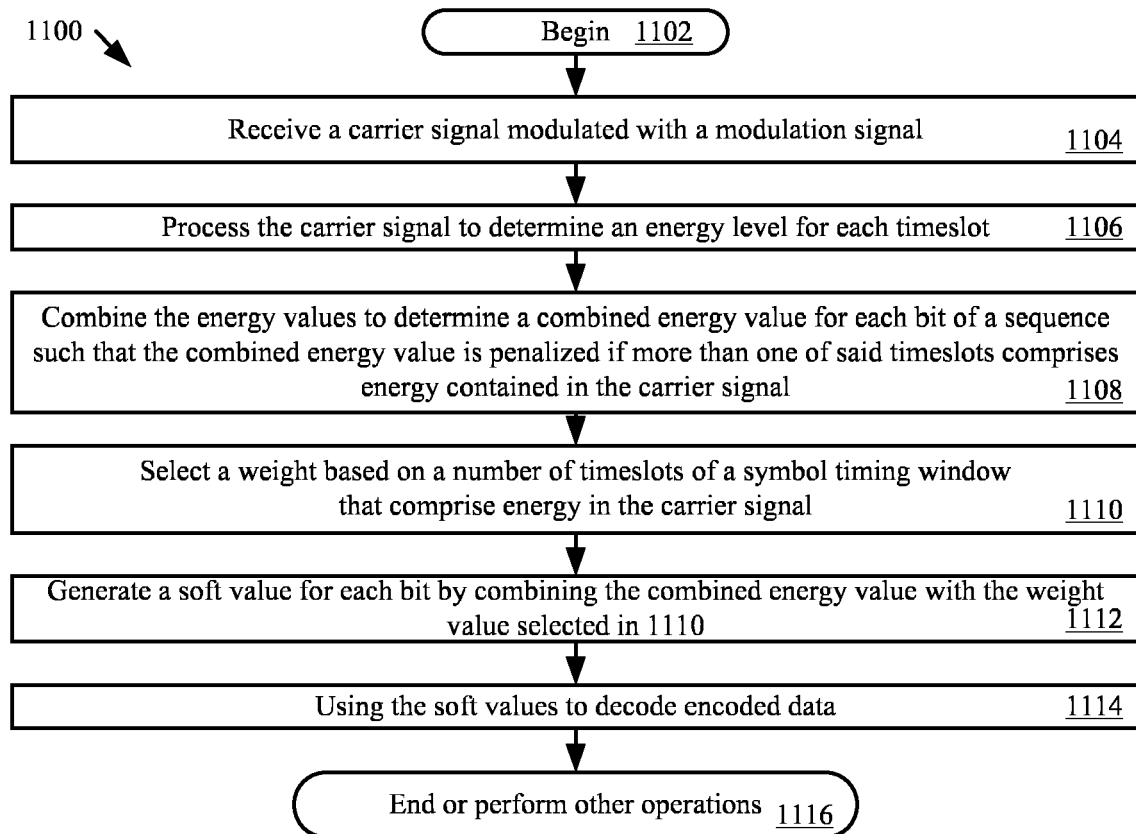 1100
Begin 1102
Receive a carrier signal modulated with a modulation signal
1104
Process the carrier signal to determine an energy level for each timeslot 1106
Combine the energy values to determine a combined energy value for each bit of a sequence
such that the combined energy value is penalized if more than one of said timeslots comprises
energy contained in the carrier signal
1108
Select a weight based on a number of timeslots of a symbol timing window
that comprise energy in the carrier signal
1110
Generate a soft value for each bit by combining the combined energy value with the weight
value selected in 1110
1112
Using the soft values to decode encoded data 1114
End or perform other operations 1116